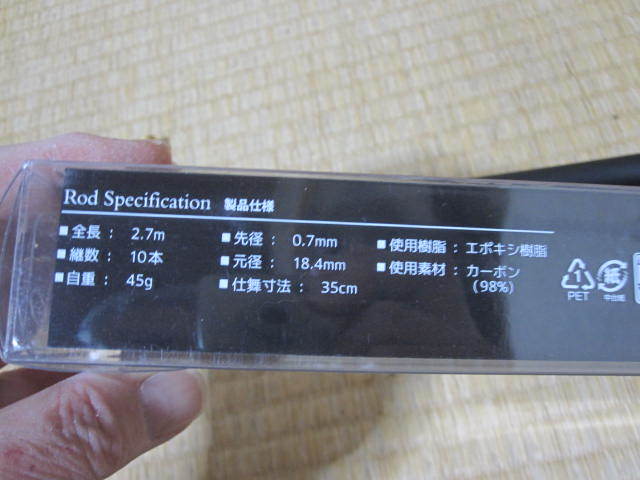 Rod Specification 製品仕様
■全長： 2.7m ■先径： 0.7mm ■使用樹脂：エポキシ樹脂
■継数： 10本 ■元径： 18.4mm ■使用素材：カーボン
(98%)
■自重： 45g ■仕舞寸法： 35cm
1
PET
紙